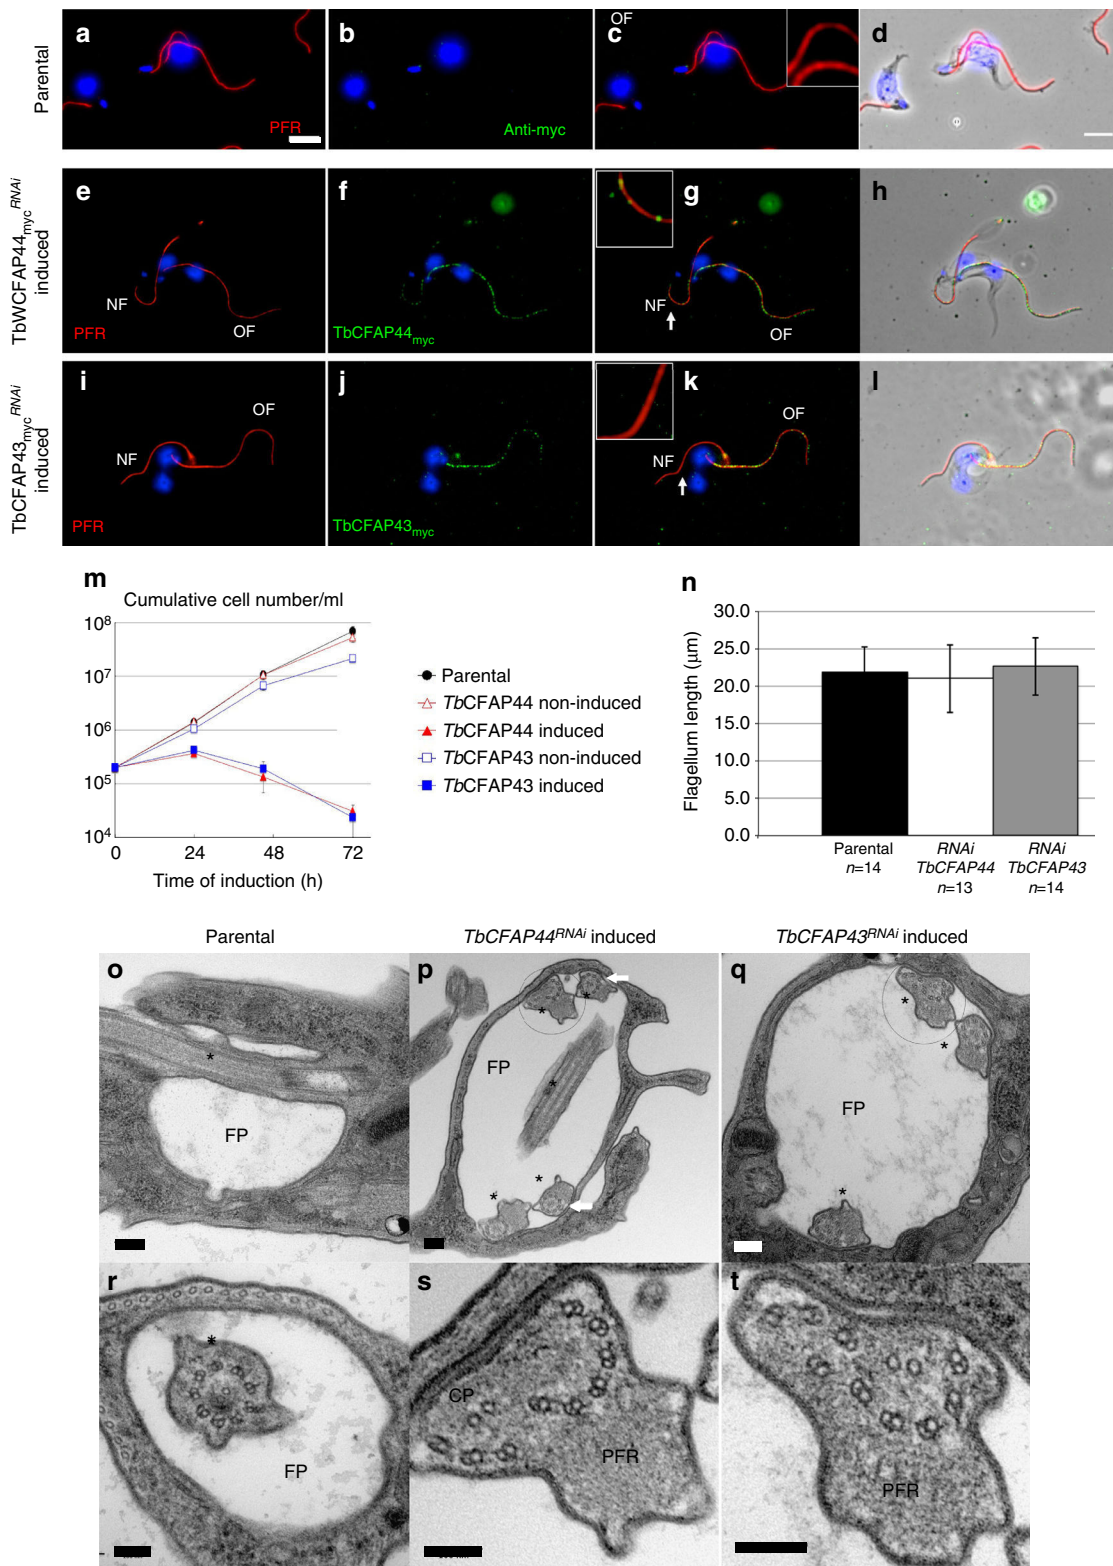 Parental
a
PFR
b
Anti-myc
OF
c
d
TbWCFAP44mycRNAi
induced
e
NF
OF
PFR
f
TbCFAP44myc
g
NF
OF
h
TbCFAP43mycRNAi
induced
i
OF
NF
PFR
j
TbCFAP43myc
k
OF
NF
l
m
Cumulative cell number/ml
10^8
10^7
10^6
10^5
10^4
0 24 48 72
Time of induction (h)
Parental
TbCFAP44 non-induced
TbCFAP44 induced
TbCFAP43 non-induced
TbCFAP43 induced
n
Flagellum length (μm)
30.0
25.0
20.0
15.0
10.0
5.0
0.0
Parental
n=14
RNAi
TbCFAP44
n=13
RNAi
TbCFAP43
n=14
Parental
TbCFAP44RNAi induced
TbCFAP43RNAi induced
o
*
FP
p
*
*
FP
*
*
*
q
*
*
FP
*
r
*
FP
s
CP
PFR
t
PFR